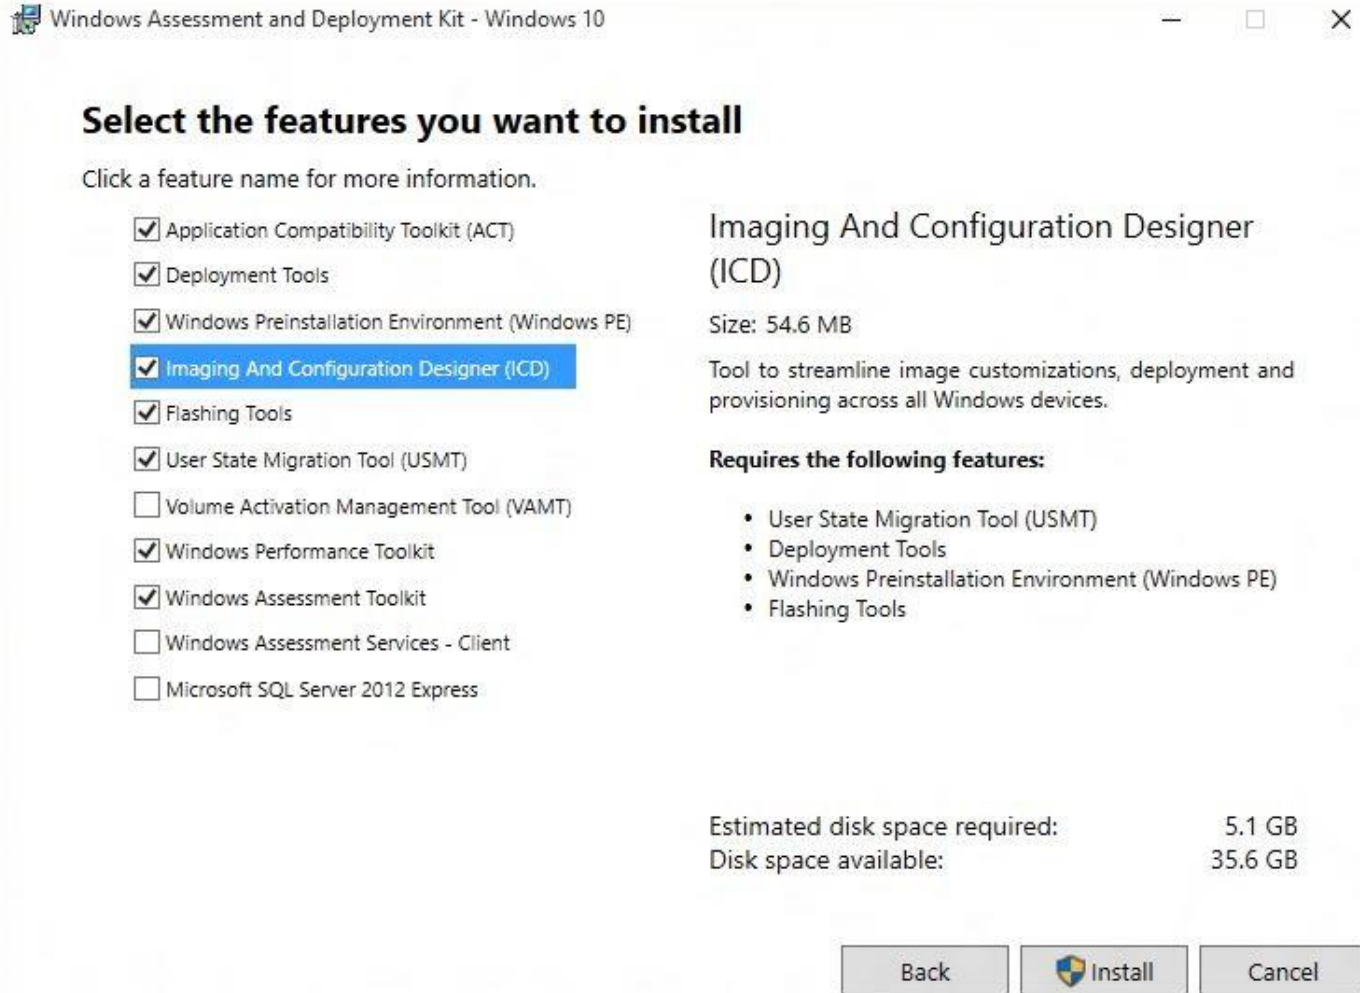 Windows Assessment and Deployment Kit - Windows 10
Select the features you want to install
Click a feature name for more information.
Application Compatibility Toolkit (ACT)
Deployment Tools
Windows Preinstallation Environment (Windows PE)
Imaging And Configuration Designer (ICD)
Flashing Tools
User State Migration Tool (USMT)
Volume Activation Management Tool (VAMT)
Windows Performance Toolkit
Windows Assessment Toolkit
Windows Assessment Services - Client
Microsoft SQL Server 2012 Express
Imaging And Configuration Designer
(ICD)
Size: 54.6 MB
Tool to streamline image customizations, deployment and
provisioning across all Windows devices.
Requires the following features:
• User State Migration Tool (USMT)
• Deployment Tools
• Windows Preinstallation Environment (Windows PE)
• Flashing Tools
Estimated disk space required: 5.1 GB
Disk space available: 35.6 GB
Back Install Cancel